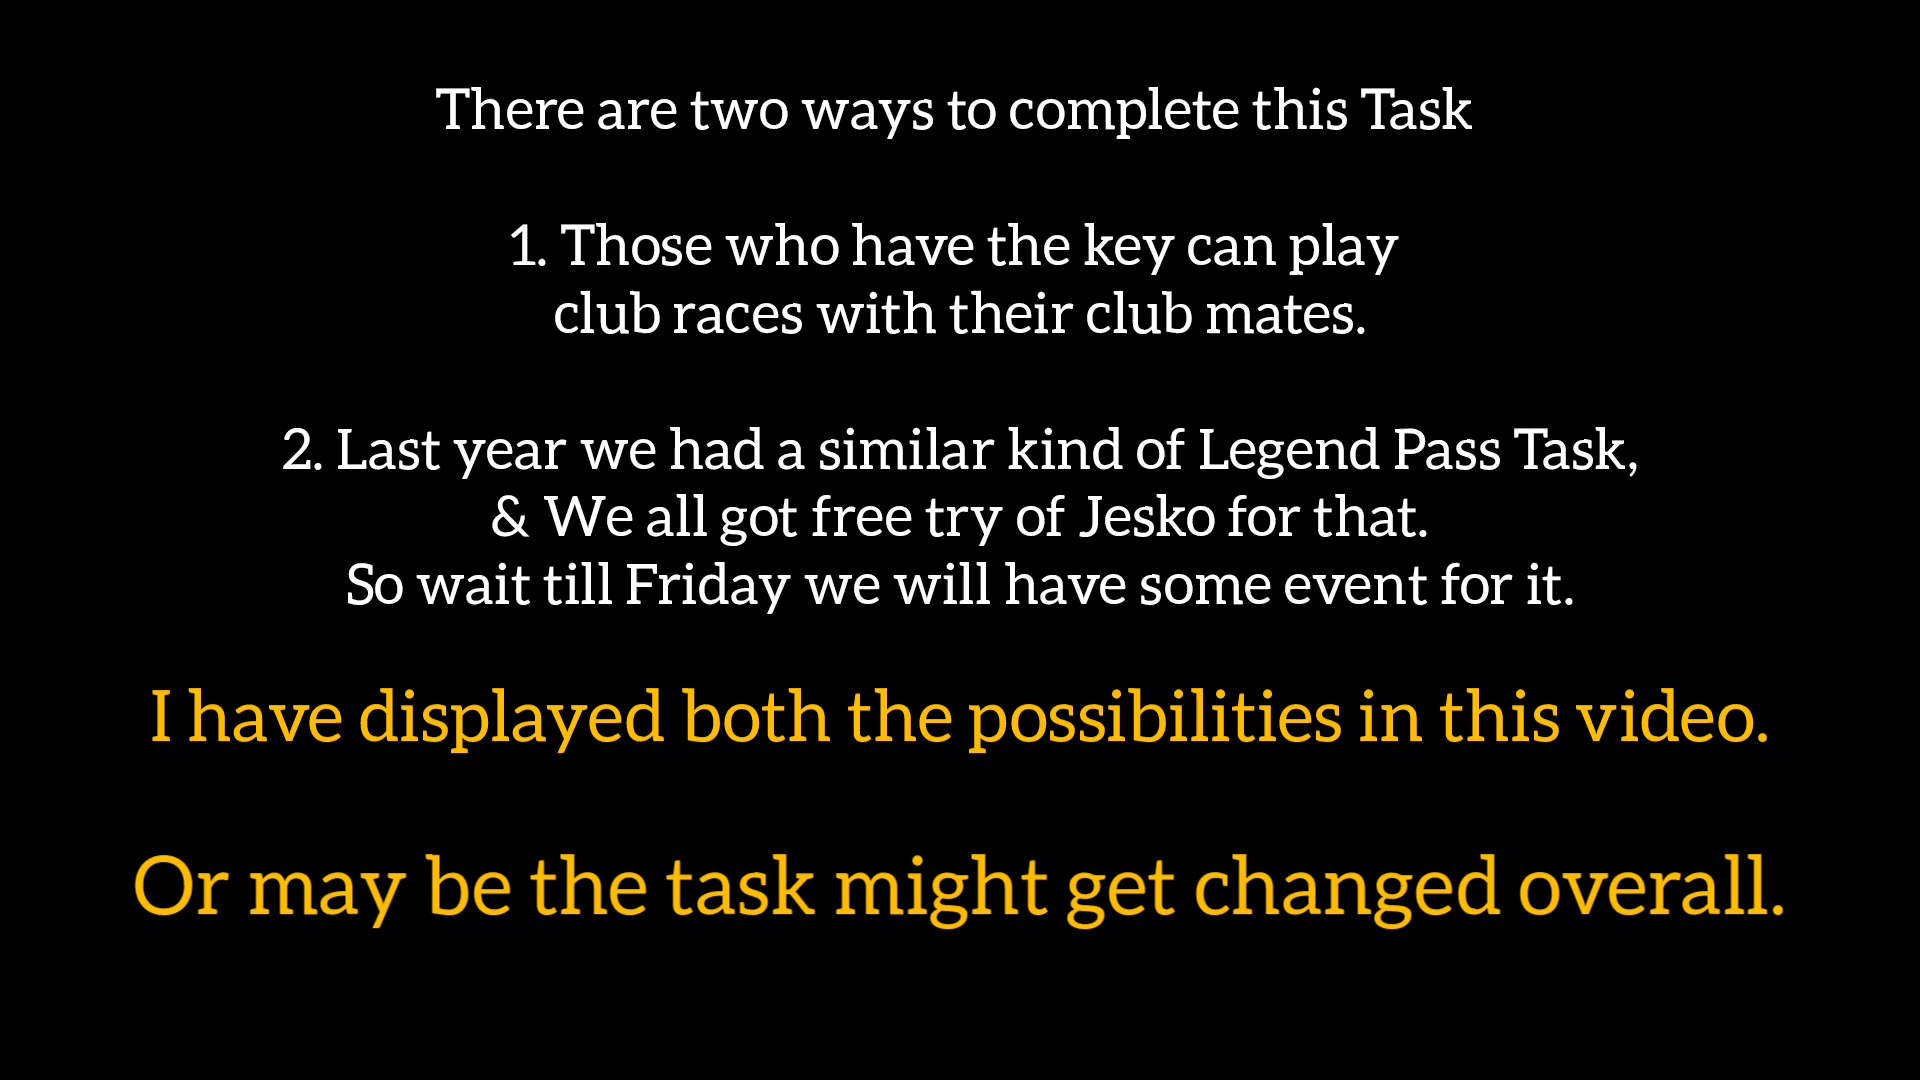 There are two ways to complete this Task
1. Those who have the key can play
club races with their club mates.
2. Last year we had a similar kind of Legend Pass Task,
& We all got free try of Jesko for that.
So wait till Friday we will have some event for it.
I have displayed both the possibilities in this video.
Or may be the task might get changed overall.